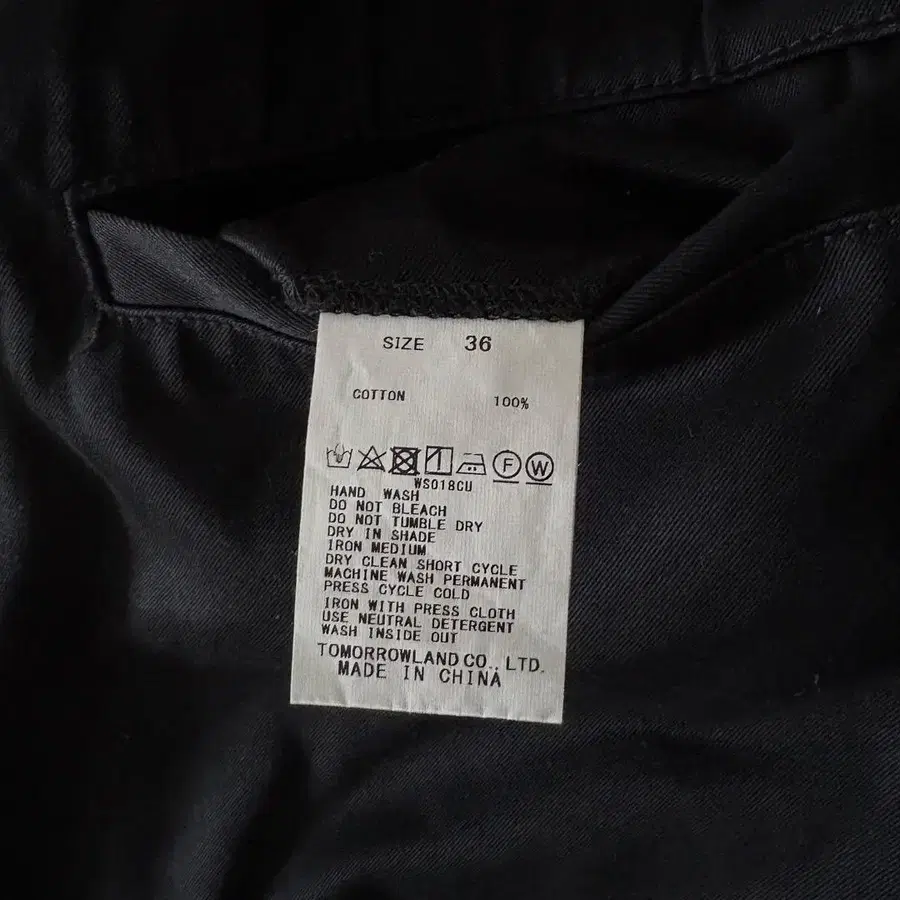 SIZE 36
COTTON 100%
F W
WS018CU
HAND WASH
DO NOT BLEACH
DO NOT TUMBLE DRY
DRY IN SHADE
IRON MEDIUM
DRY CLEAN SHORT CYCLE
MACHINE WASH PERMANENT
PRESS CYCLE COLD
IRON WITH PRESS CLOTH
USE NEUTRAL DETERGENT
WASH INSIDE OUT
TOMORROWLAND CO., LTD.
MADE IN CHINA